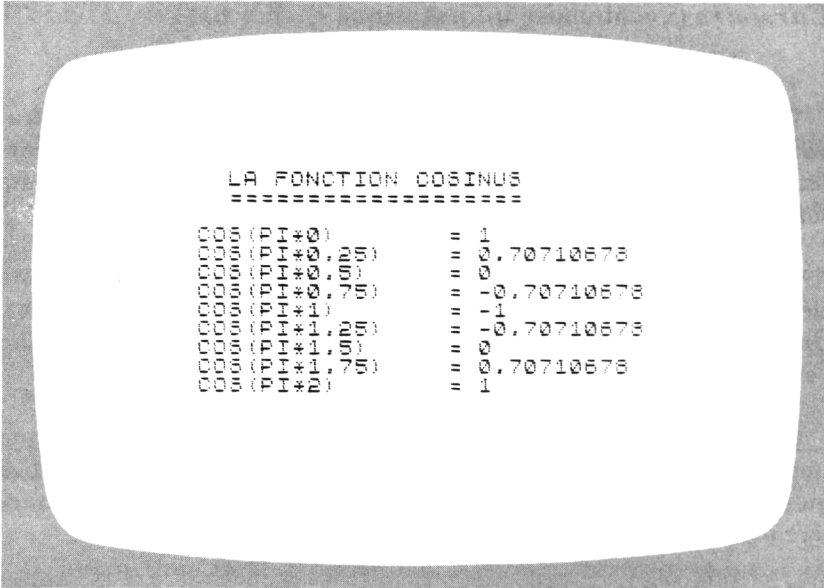 LA FONCTION COSINUS
===================
COS(PI*0) = 1
COS(PI*0.25) = 0.70710678
COS(PI*0.5) = 0
COS(PI*0.75) = -0.70710678
COS(PI*1) = -1
COS(PI*1.25) = -0.70710678
COS(PI*1.5) = 0
COS(PI*1.75) = 0.70710678
COS(PI*2) = 1